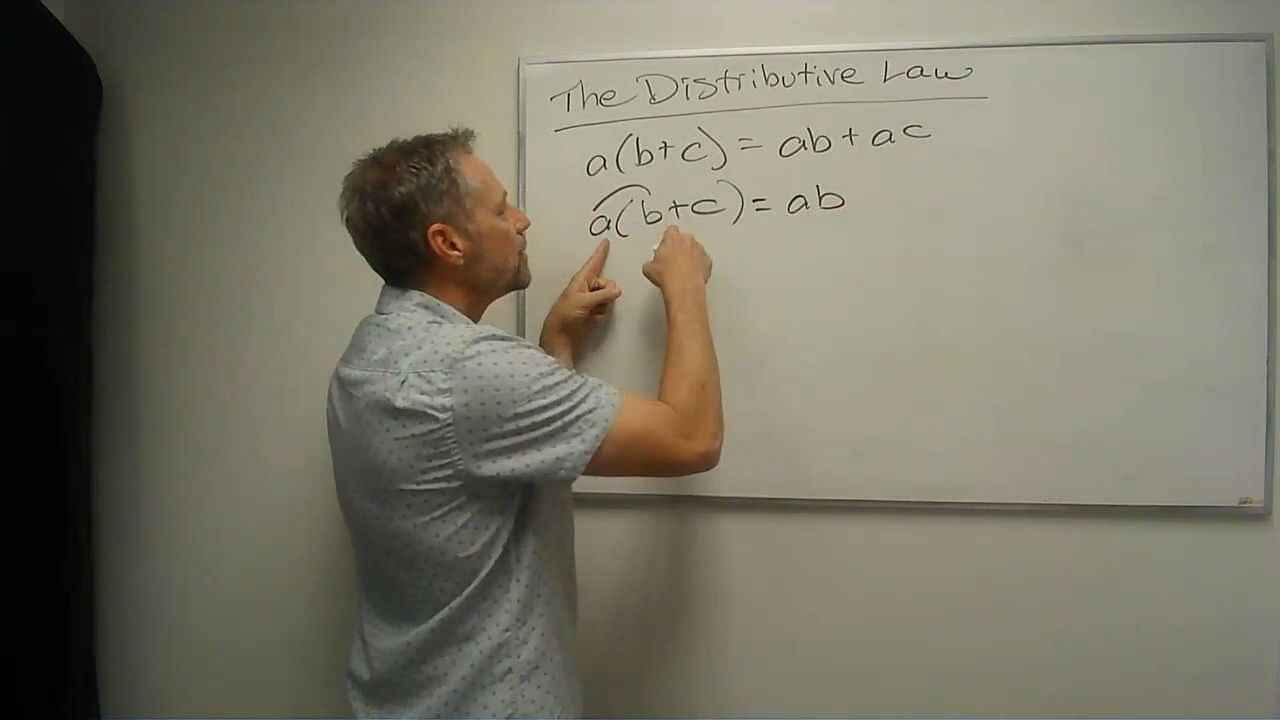 The Distributive Law
a(b+c) = ab + ac
a(b+c) = ab